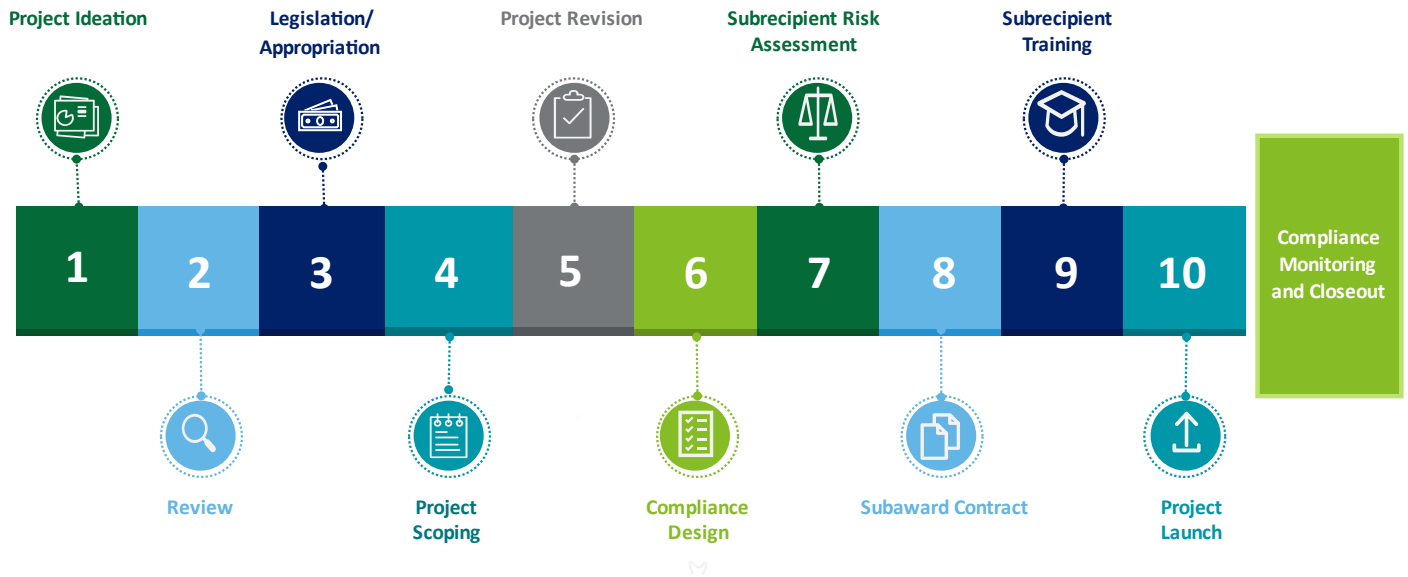 Project Ideation
Legislation/
Appropriation
Project Revision
Subrecipient Risk
Assessment
Subrecipient
Training
1
2
3
4
5
6
7
8
9
10
Compliance
Monitoring
and Closeout
Review
Project
Scoping
Compliance
Design
Subaward Contract
Project
Launch